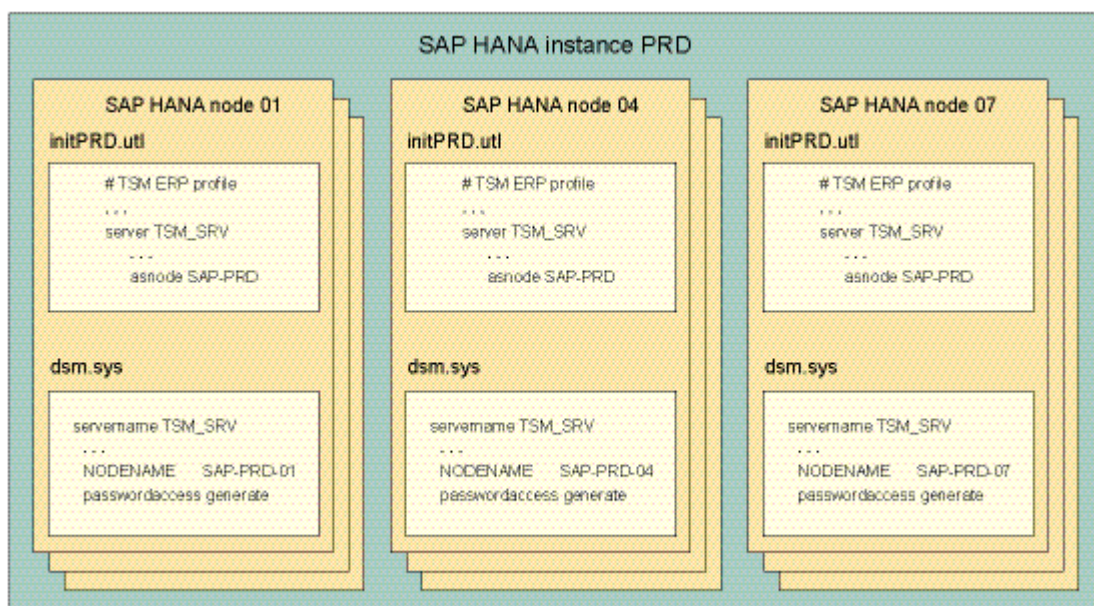 SAP HANA instance PRD
SAP HANA node 01
initPRD.utl
# TSM ERP profile
...
server TSM_SRV
...
asnode SAP-PRD
dsm.sys
servername TSM_SRV
...
NODENAME SAP-PRD-01
passwordaccess generate
SAP HANA node 04
initPRD.utl
# TSM ERP profile
...
server TSM_SRV
...
asnode SAP-PRD
dsm.sys
servername TSM_SRV
...
NODENAME SAP-PRD-04
passwordaccess generate
SAP HANA node 07
initPRD.utl
# TSM ERP profile
...
server TSM_SRV
...
asnode SAP-PRD
dsm.sys
servername TSM_SRV
...
NODENAME SAP-PRD-07
passwordaccess generate